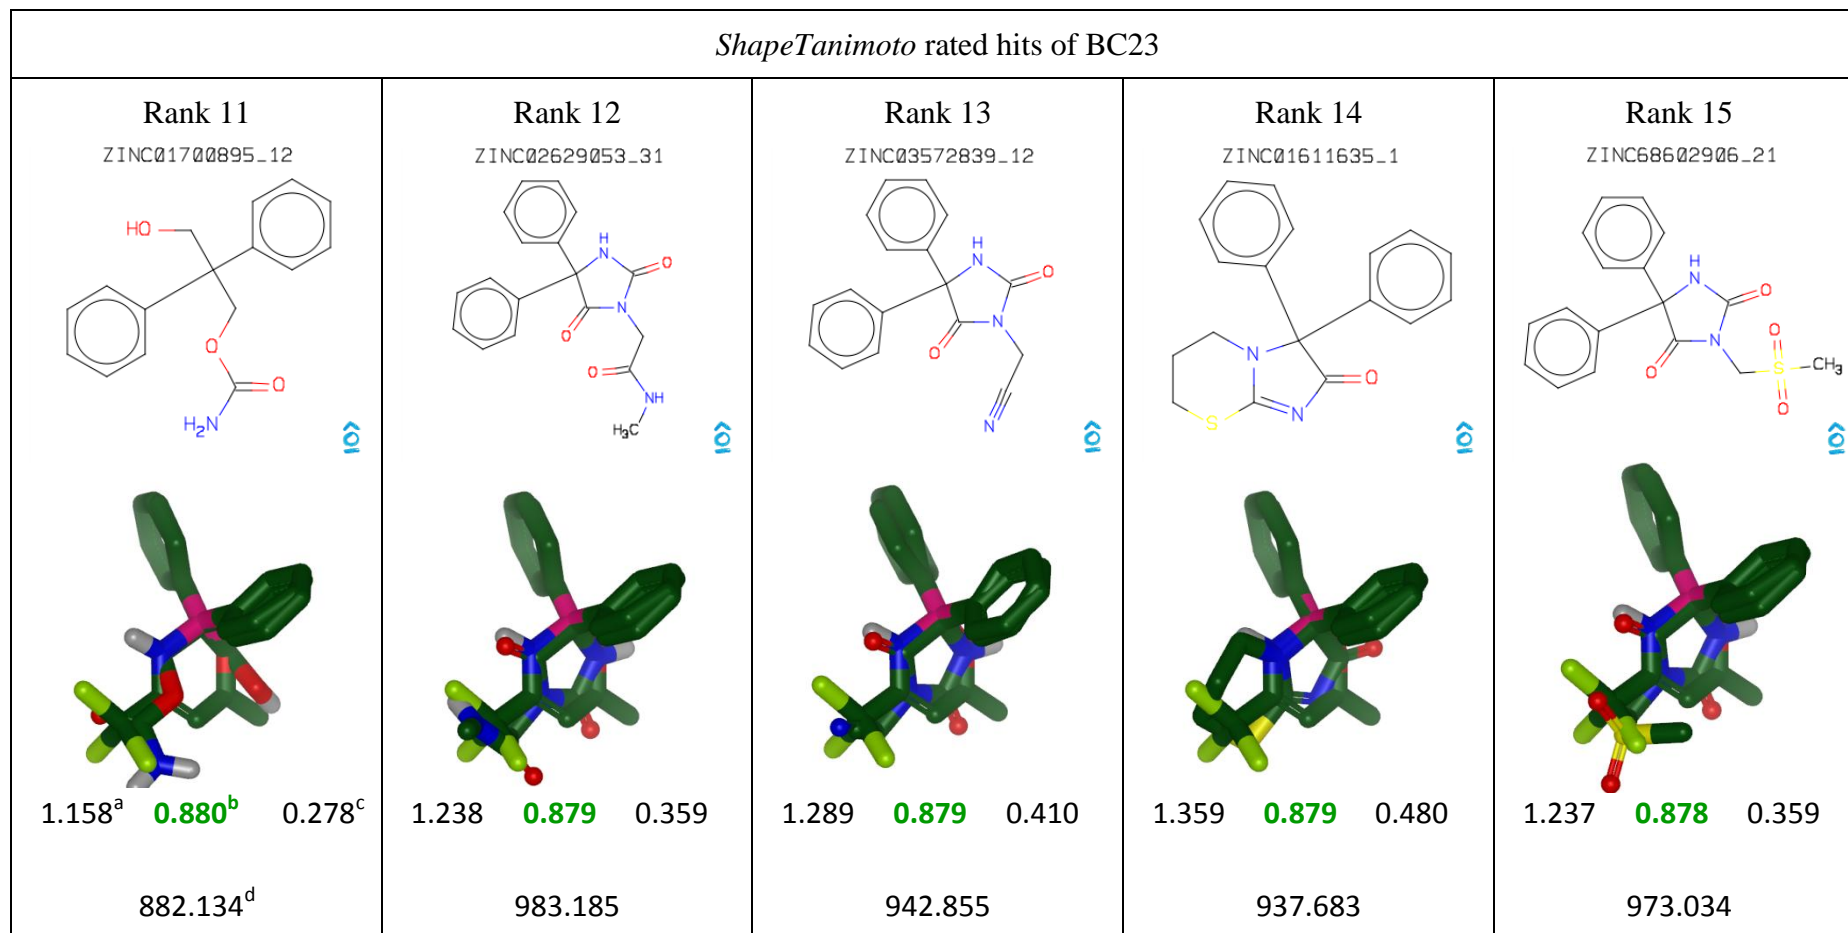 ShapeTanimoto rated hits of BC23
Rank 11
ZINC01700895_12
HO
O
O
H2N
1.158a 0.880b 0.278c
882.134d
Rank 12
ZINC02629053_31
H
N
O
N
O
O
NH
H3C
1.238 0.879 0.359
983.185
Rank 13
ZINC03572839_12
H
N
O
N
O
N
1.289 0.879 0.410
942.855
Rank 14
ZINC01611635_1
N
O
N
S
1.359 0.879 0.480
937.683
Rank 15
ZINC68602906_21
H
N
O
O
N
O
S
CH3
O
1.237 0.878 0.359
973.034